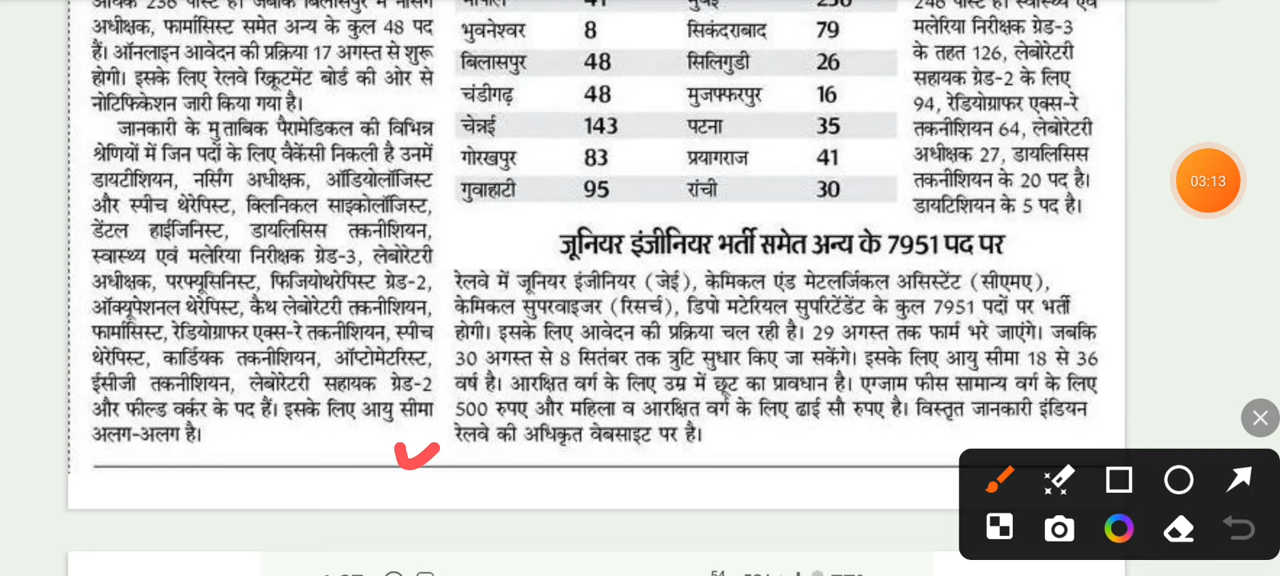 अधीक्षक, फार्मासिस्ट समेत अन्य के कुल 48 पद
हैं। ऑनलाइन आवेदन की प्रक्रिया 17 अगस्त से शुरू
होगी। इसके लिए रेलवे रिक्रूटमेंट बोर्ड की ओर से
नोटिफिकेशन जारी किया गया है।
जानकारी के मुताबिक पैरामेडिकल की विभिन्न
श्रेणियों में जिन पदों के लिए वैकेंसी निकली है उनमें
डायटीशियन, नर्सिंग अधीक्षक, ऑडियोलॉजिस्ट
और स्पीच थेरेपिस्ट, क्लिनिकल साइकोलॉजिस्ट,
डेंटल हाईजिनिस्ट, डायलिसिस तकनीशियन,
स्वास्थ्य एवं मलेरिया निरीक्षक ग्रेड-3, लेबोरेटरी
अधीक्षक, परफ्यूसिनिस्ट, फिजियोथेरेपिस्ट ग्रेड-2,
ऑक्यूपेशनल थेरेपिस्ट, कैथ लेबोरेटरी तकनीशियन,
फार्मासिस्ट, रेडियोग्राफर एक्स-रे तकनीशियन, स्पीच
थेरेपिस्ट, कार्डियक तकनीशियन, ऑप्टोमेटरिस्ट,
ईसीजी तकनीशियन, लेबोरेटरी सहायक ग्रेड-2
और फील्ड वर्कर के पद हैं। इसके लिए आयु सीमा
अलग-अलग है।
भुवनेश्वर 8 सिकंदराबाद 79
बिलासपुर 48 सिलिगुडी 26
चंडीगढ़ 48 मुजफ्फरपुर 16
चेन्नई 143 पटना 35
गोरखपुर 83 प्रयागराज 41
गुवाहाटी 95 रांची 30
मलेरिया निरीक्षक ग्रेड-3
के तहत 126, लेबोरेटरी
सहायक ग्रेड-2 के लिए
94, रेडियोग्राफर एक्स-रे
तकनीशियन 64, लेबोरेटरी
अधीक्षक 27, डायलिसिस
तकनीशियन के 20 पद है।
डायटिशियन के 5 पद है।
जूनियर इंजीनियर भर्ती समेत अन्य के 7951 पद पर
रेलवे में जूनियर इंजीनियर (जेई), केमिकल एंड मेटलर्जिकल असिस्टेंट (सीएमए),
केमिकल सुपरवाइजर (रिसर्च), डिपो मटेरियल सुपरिटेंडेंट के कुल 7951 पदों पर भर्ती
होगी। इसके लिए आवेदन की प्रक्रिया चल रही है। 29 अगस्त तक फार्म भरे जाएंगे। जबकि
30 अगस्त से 8 सितंबर तक त्रुटि सुधार किए जा सकेंगे। इसके लिए आयु सीमा 18 से 36
वर्ष है। आरक्षित वर्ग के लिए उम्र में छूट का प्रावधान है। एग्जाम फीस सामान्य वर्ग के लिए
500 रुपए और महिला व आरक्षित वर्ग के लिए ढाई सौ रुपए है। विस्तृत जानकारी इंडियन
रेलवे की अधिकृत वेबसाइट पर है।
03:13